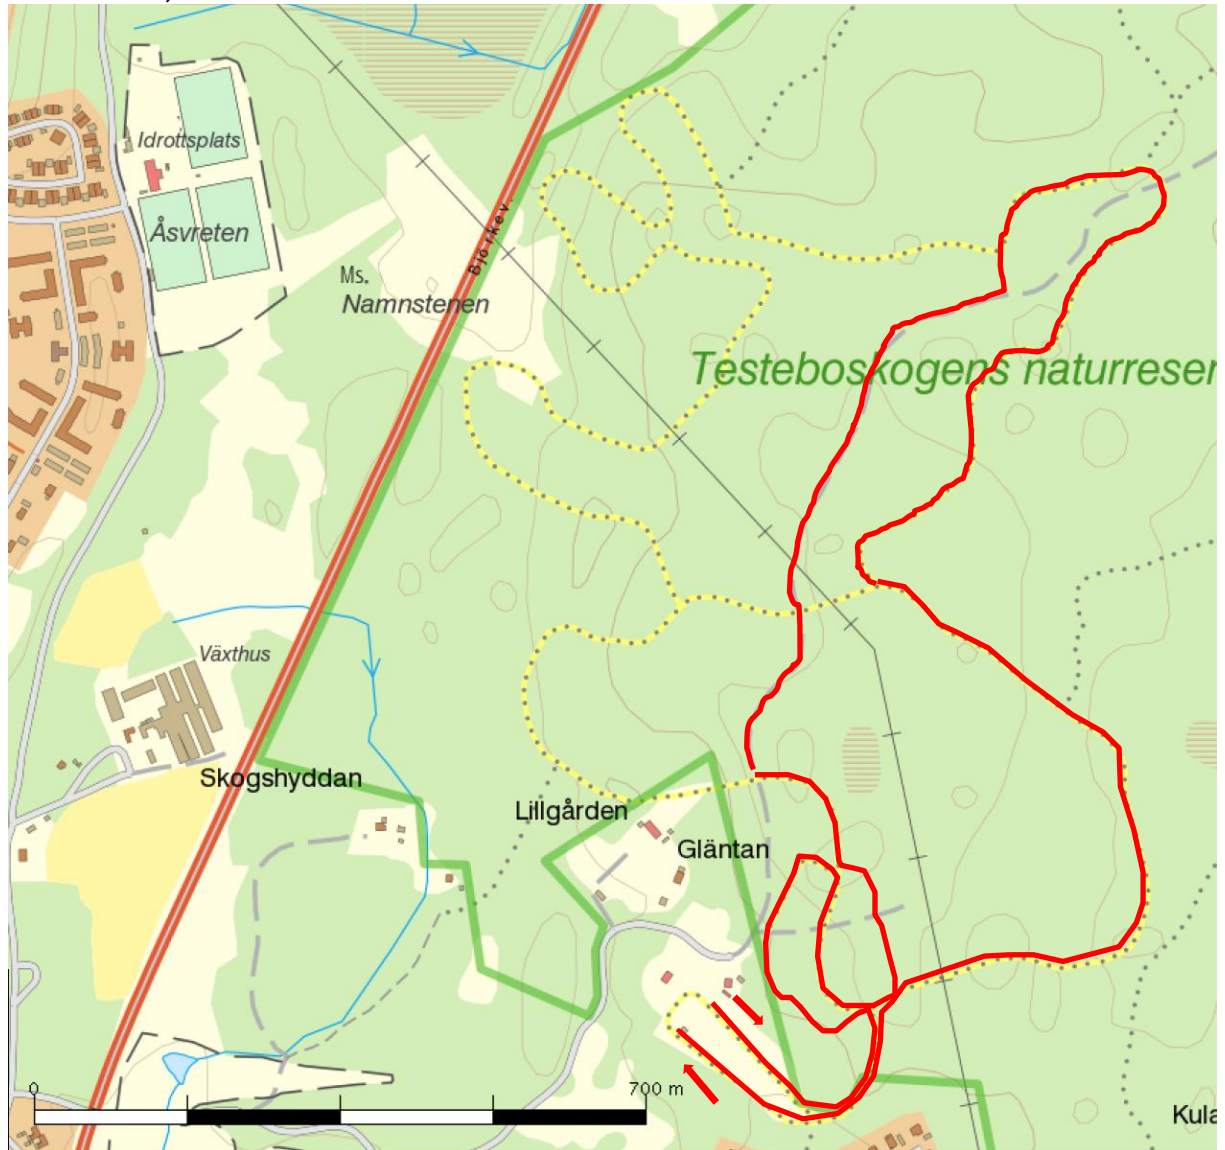 Idrottsplats
Åsvreten
Björkev.
Ms.
Namnstenen
Testeboskogens naturreser
Växthus
Skogshyddan
Lillgården
Gläntan
0
700 m
Kula